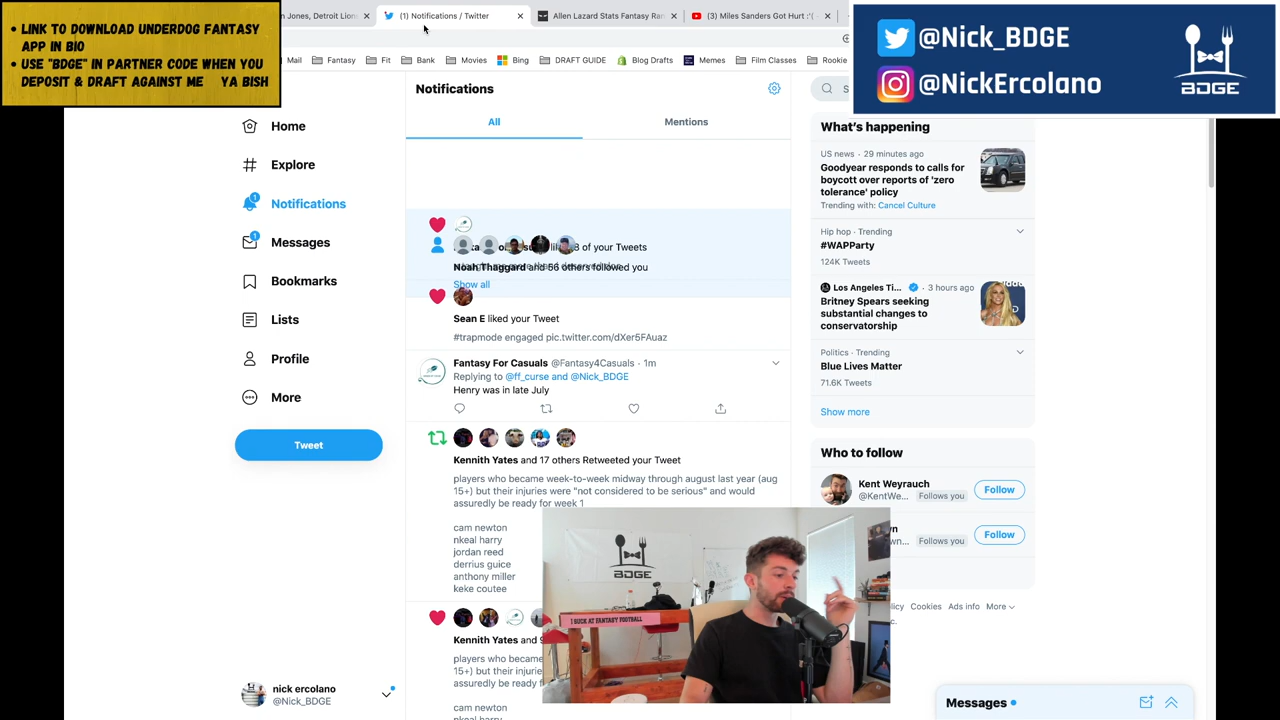 • LINK TO DOWNLOAD UNDERDOG FANTASY
APP IN BIO
• USE "BDGE" IN PARTNER CODE WHEN YOU
DEPOSIT & DRAFT AGAINST ME YA BISH
n Jones, Detroit Lion
(1) Notifications / Twitter
Allen Lazard Stats Fantasy Ran
(3) Miles Sanders Got Hurt :'(
@Nick_BDGE
@NickErcolano
BDGE
Mail
Fantasy
Fit
Bank
Movies
Bing
DRAFT GUIDE
Blog Drafts
Memes
Film Classes
Rookie
Notifications
All
Mentions
Home
Explore
Notifications
Messages
Bookmarks
Lists
Profile
More
Tweet
nick ercolano
@Nick_BDGE
of your Tweets
Noah Thaggard and 56 others followed you
Show all
Sean E liked your Tweet
#trapmode engaged pic.twitter.com/dXer5FAuaz
Fantasy For Casuals @Fantasy4Casuals · 1m
Replying to @ff_curse and @Nick_BDGE
Henry was in late July
Kennith Yates and 17 others Retweeted your Tweet
players who became week-to-week midway through august last year (aug
15+) but their injuries were "not considered to be serious" and would
assuredly be ready for week 1
cam newton
nkeal harry
jordan reed
derrius guice
anthony miller
keke coutee
Kennith Yates and
players who became
15+) but their injuries
assuredly be ready
cam newton
BDGE
I SUCK AT FANTASY FOOTBALL
What's happening
US news · 29 minutes ago
Goodyear responds to calls for
boycott over reports of 'zero
tolerance' policy
Trending with: Cancel Culture
Hip hop · Trending
#WAPParty
124K Tweets
Los Angeles Ti... · 3 hours ago
Britney Spears seeking
substantial changes to
conservatorship
Politics · Trending
Blue Lives Matter
71.6K Tweets
Show more
Who to follow
Kent Weyrauch
@KentWe... Follows you
Follow
wn
wn... Follows you
Follow
licy Cookies Ads info More
Messages